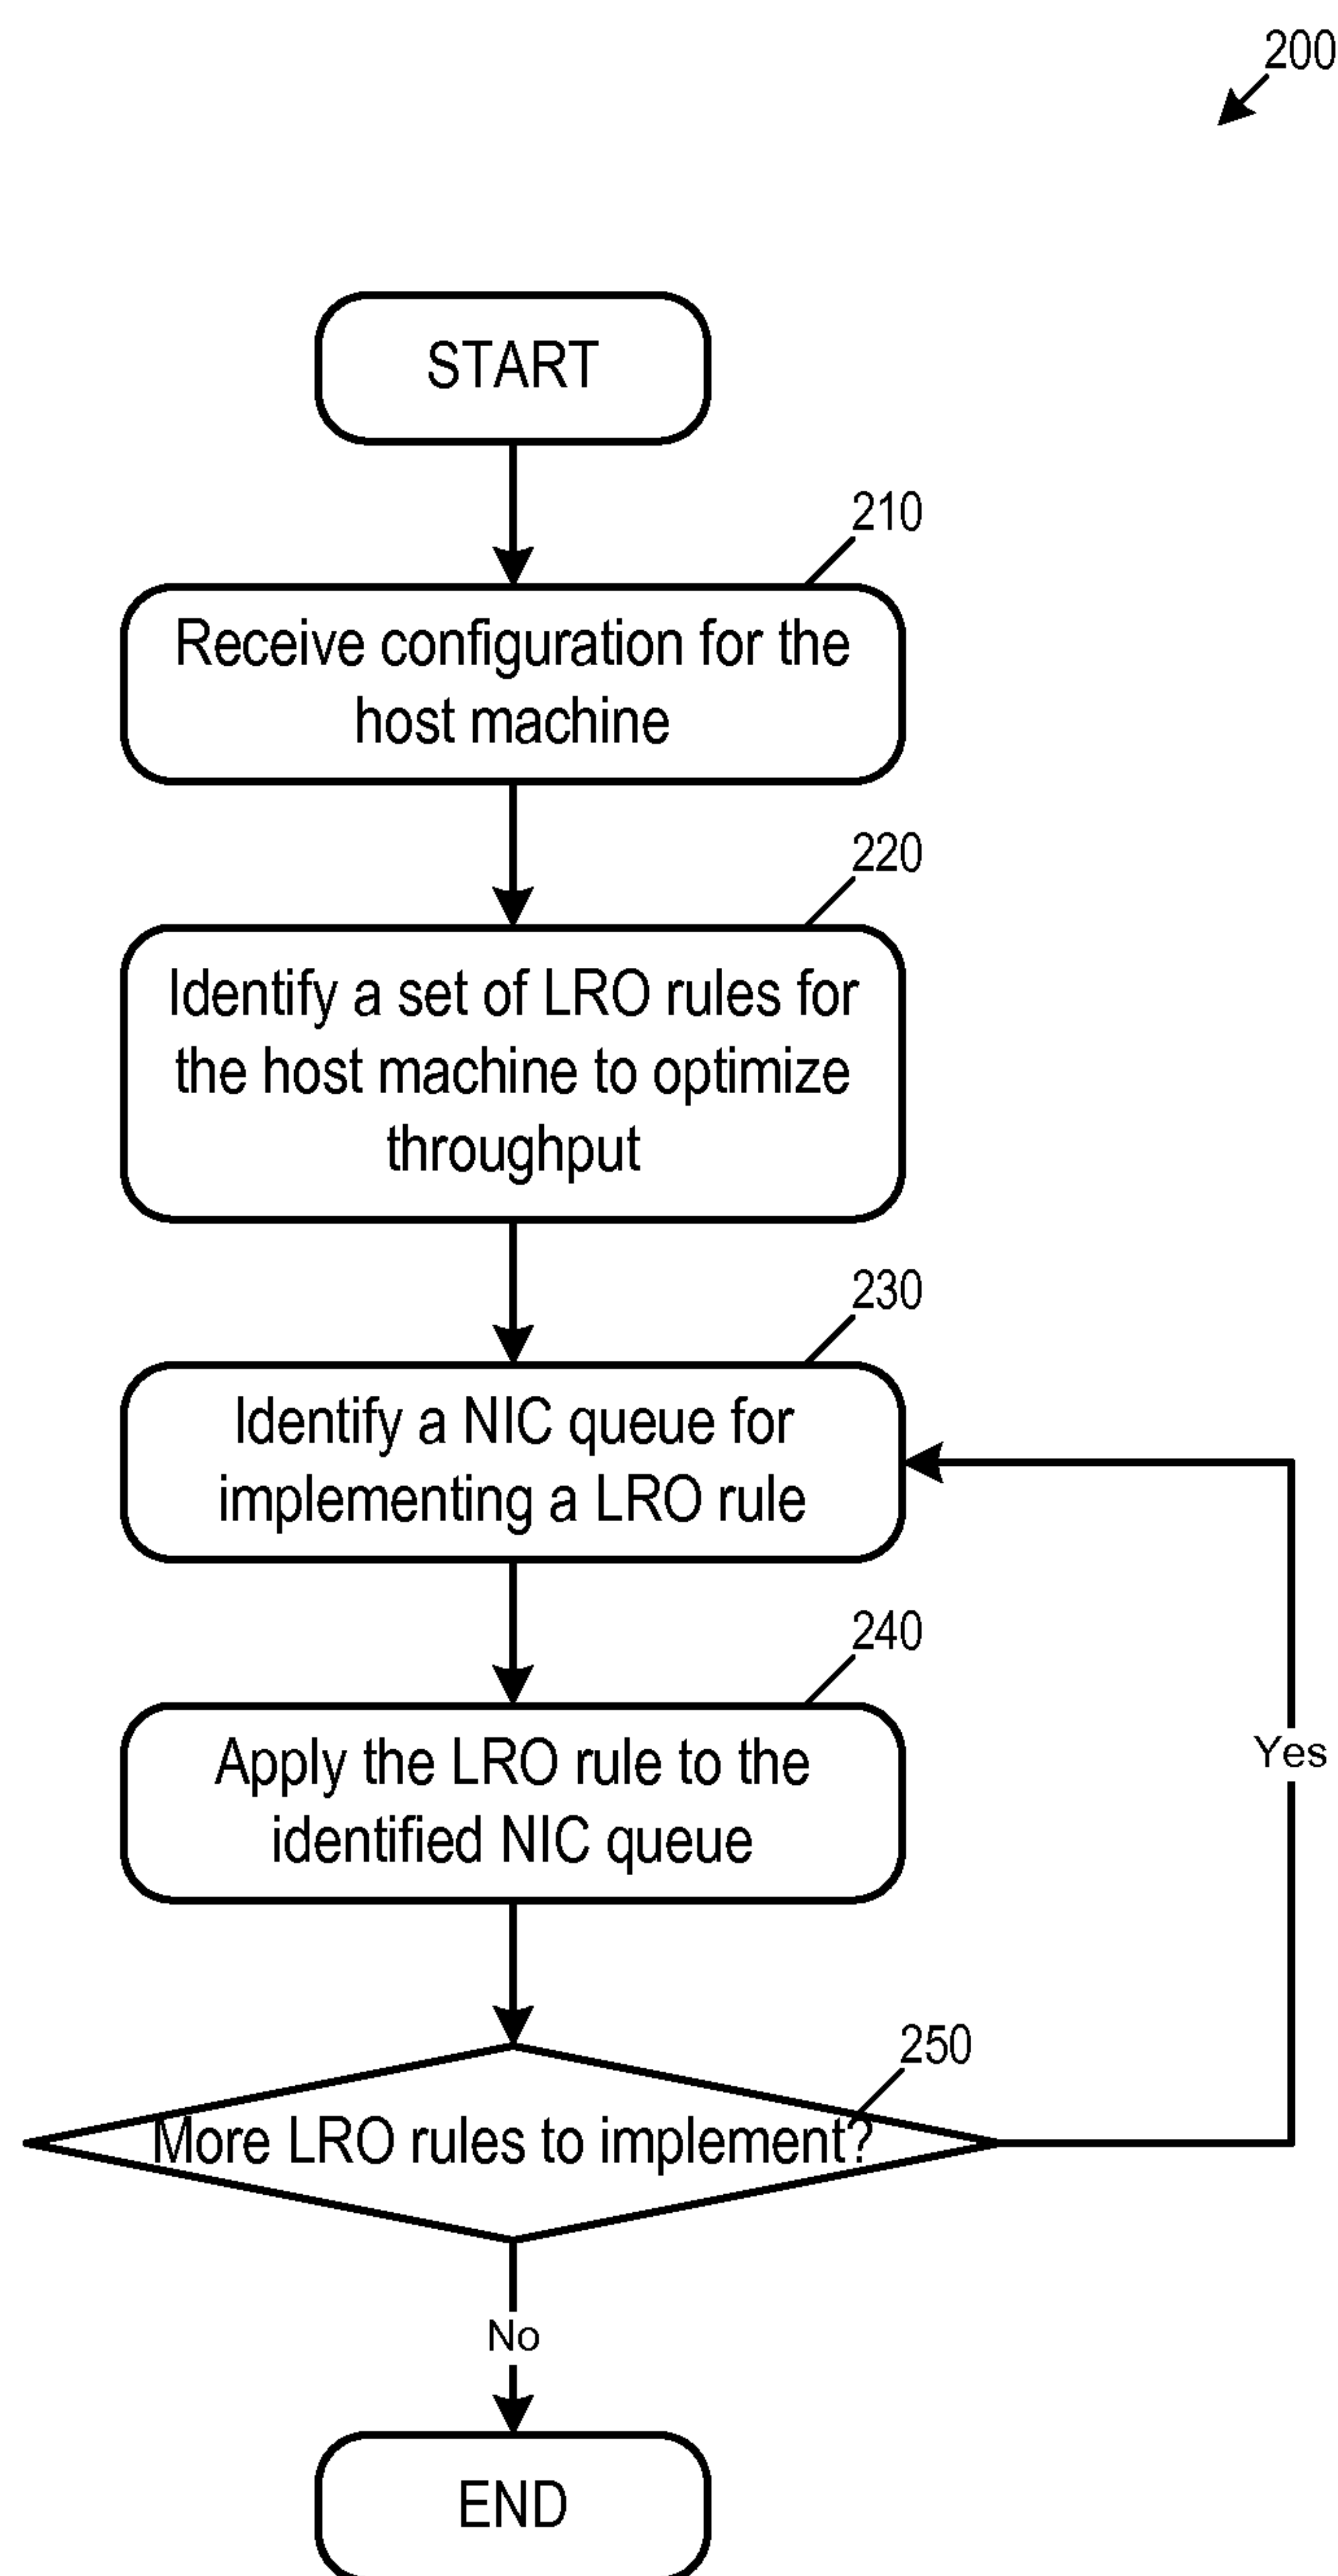 200
START
210
Receive configuration for the
host machine
220
Identify a set of LRO rules for
the host machine to optimize
throughput
230
Identify a NIC queue for
implementing a LRO rule
240
Apply the LRO rule to the
identified NIC queue
Yes
250
More LRO rules to implement?
No
END